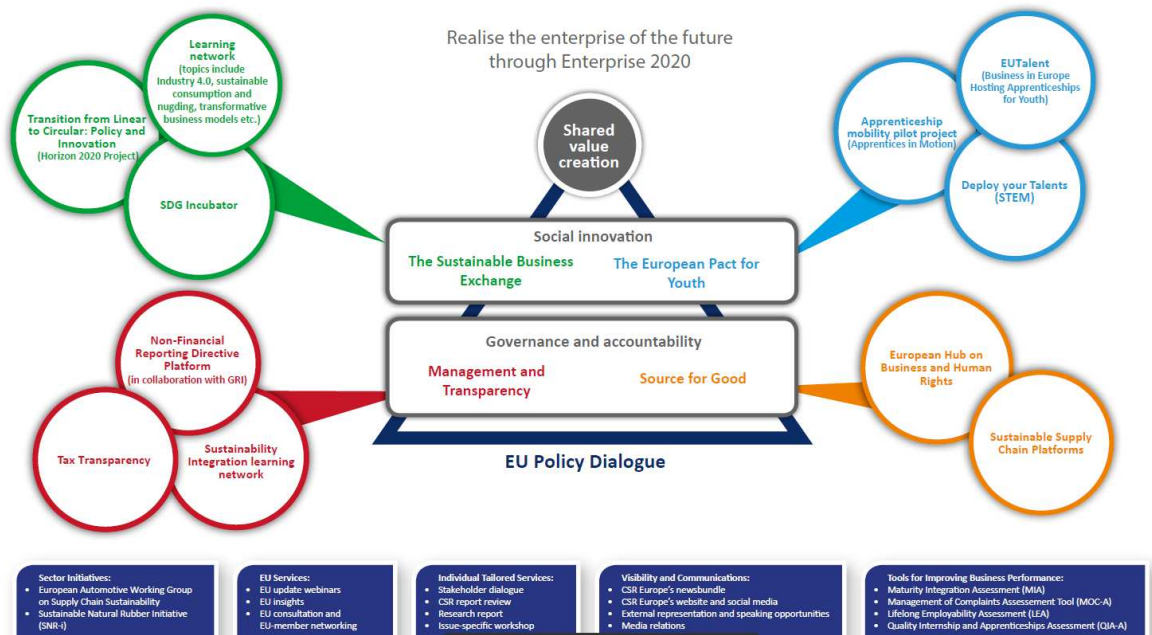 Realise the enterprise of the future
through Enterprise 2020
Learning
network
(topics include
Industry 4.0, sustainable
consumption and
nugding, transformative
business models etc.)
Transition from Linear
to Circular: Policy and
Innovation
(Horizon 2020 Project)
SDG Incubator
EUTalent
(Business in Europe
Hosting Apprenticeships
for Youth)
Apprenticeship
mobility pilot project
(Apprentices in Motion)
Deploy your Talents
(STEM)
Shared
value
creation
Social innovation
The Sustainable Business
Exchange
The European Pact for
Youth
Governance and accountability
Management and
Transparency
Source for Good
EU Policy Dialogue
Non-Financial
Reporting Directive
Platform
(in collaboration with GRI)
Tax Transparency
Sustainability
Integration learning
network
European Hub on
Business and Human
Rights
Sustainable Supply
Chain Platforms
Sector Initiatives:
• European Automotive Working Group
on Supply Chain Sustainability
• Sustainable Natural Rubber Initiative
(SNR-i)
EU Services:
• EU update webinars
• EU insights
• EU consultation and
EU-member networking
Individual Tailored Services:
• Stakeholder dialogue
• CSR report review
• Research report
• Issue-specific workshop
Visibility and Communications:
• CSR Europe's newsbundle
• CSR Europe's website and social media
• External representation and speaking opportunities
• Media relations
Tools for Improving Business Performance:
• Maturity Integration Assessment (MIA)
• Management of Complaints Assessment Tool (MOC-A)
• Lifelong Employability Assessment (LEA)
• Quality Internship and Apprenticeships Assessment (QIA-A)